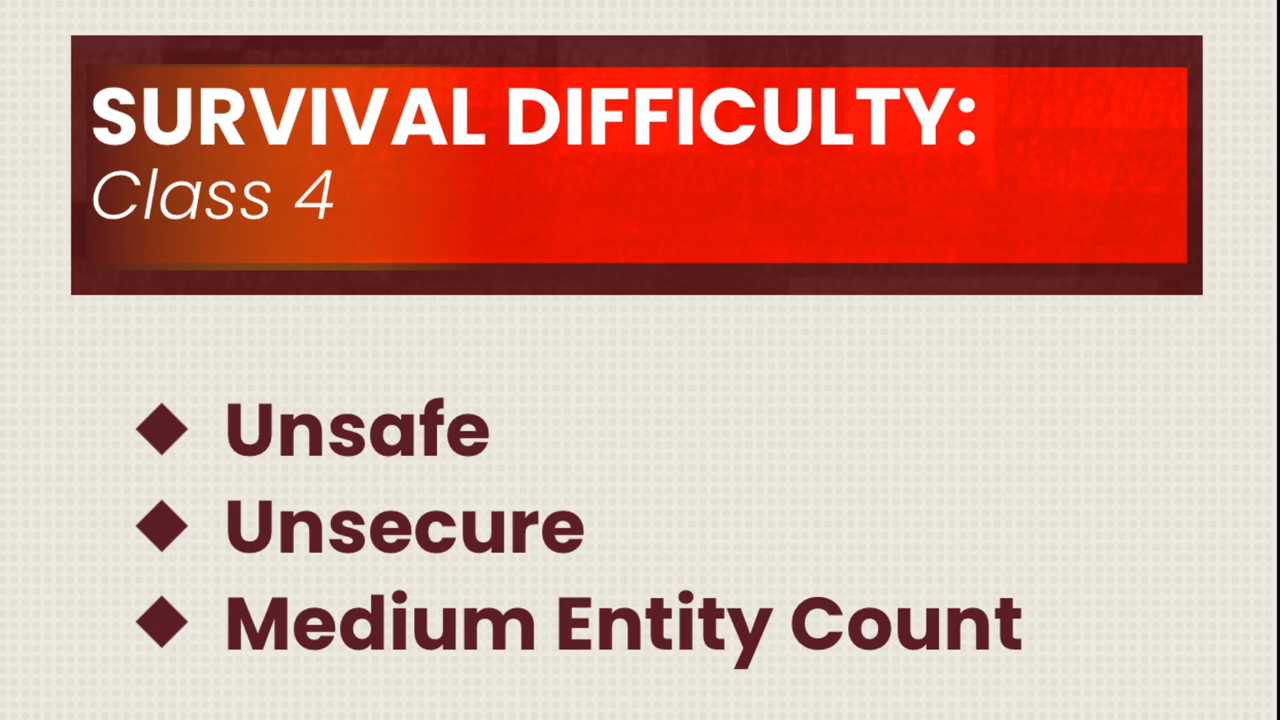 SURVIVAL DIFFICULTY:
Class 4
Unsafe
Unsecure
Medium Entity Count